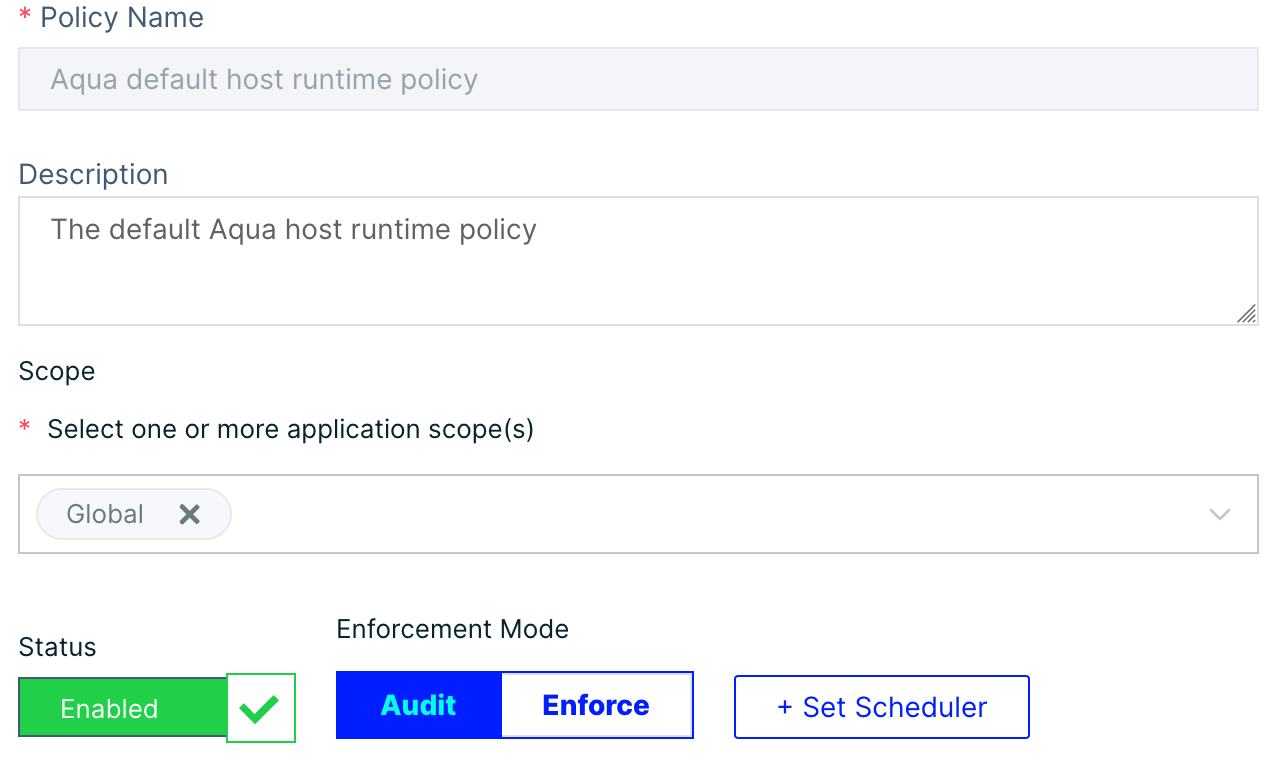 * Policy Name
Aqua default host runtime policy
Description
The default Aqua host runtime policy
Scope
* Select one or more application scope(s)
Global
Status
Enabled
Enforcement Mode
Audit Enforce
+ Set Scheduler